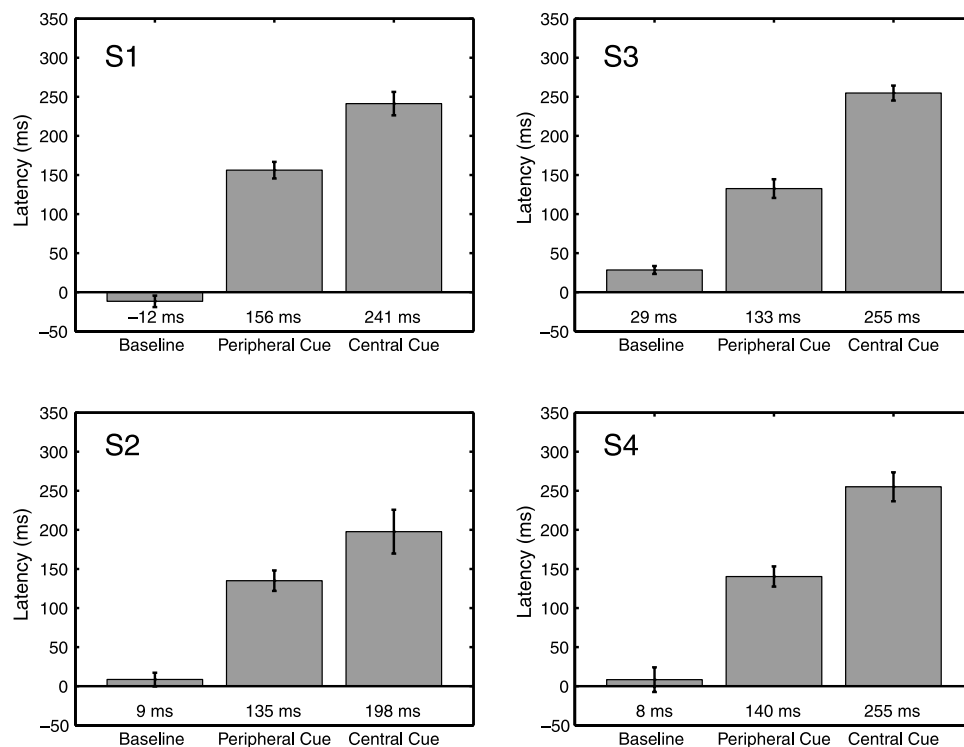 S1
Latency (ms)
350
300
250
200
150
100
50
0
−50
−12 ms 156 ms 241 ms
Baseline Peripheral Cue Central Cue
S3
Latency (ms)
350
300
250
200
150
100
50
0
−50
29 ms 133 ms 255 ms
Baseline Peripheral Cue Central Cue
S2
Latency (ms)
350
300
250
200
150
100
50
0
−50
9 ms 135 ms 198 ms
Baseline Peripheral Cue Central Cue
S4
Latency (ms)
350
300
250
200
150
100
50
0
−50
8 ms 140 ms 255 ms
Baseline Peripheral Cue Central Cue